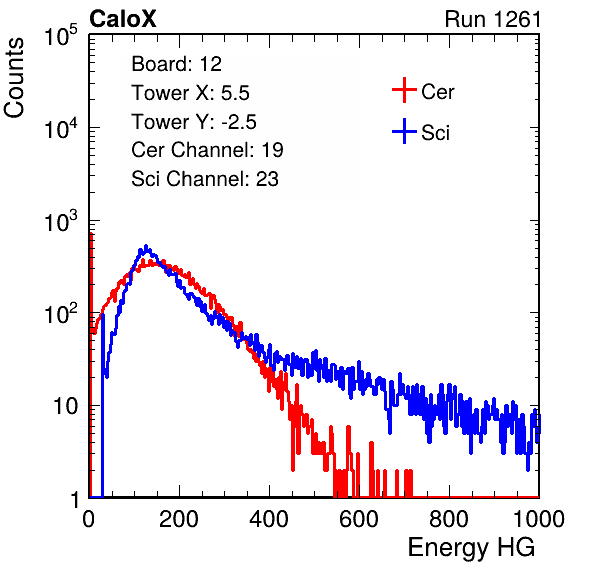 CaloX Run 1261
Counts
Board: 12
Tower X: 5.5
Tower Y: -2.5
Cer Channel: 19
Sci Channel: 23
Cer
Sci
10^5
10^4
10^3
10^2
10
1
0 200 400 600 800 1000
Energy HG